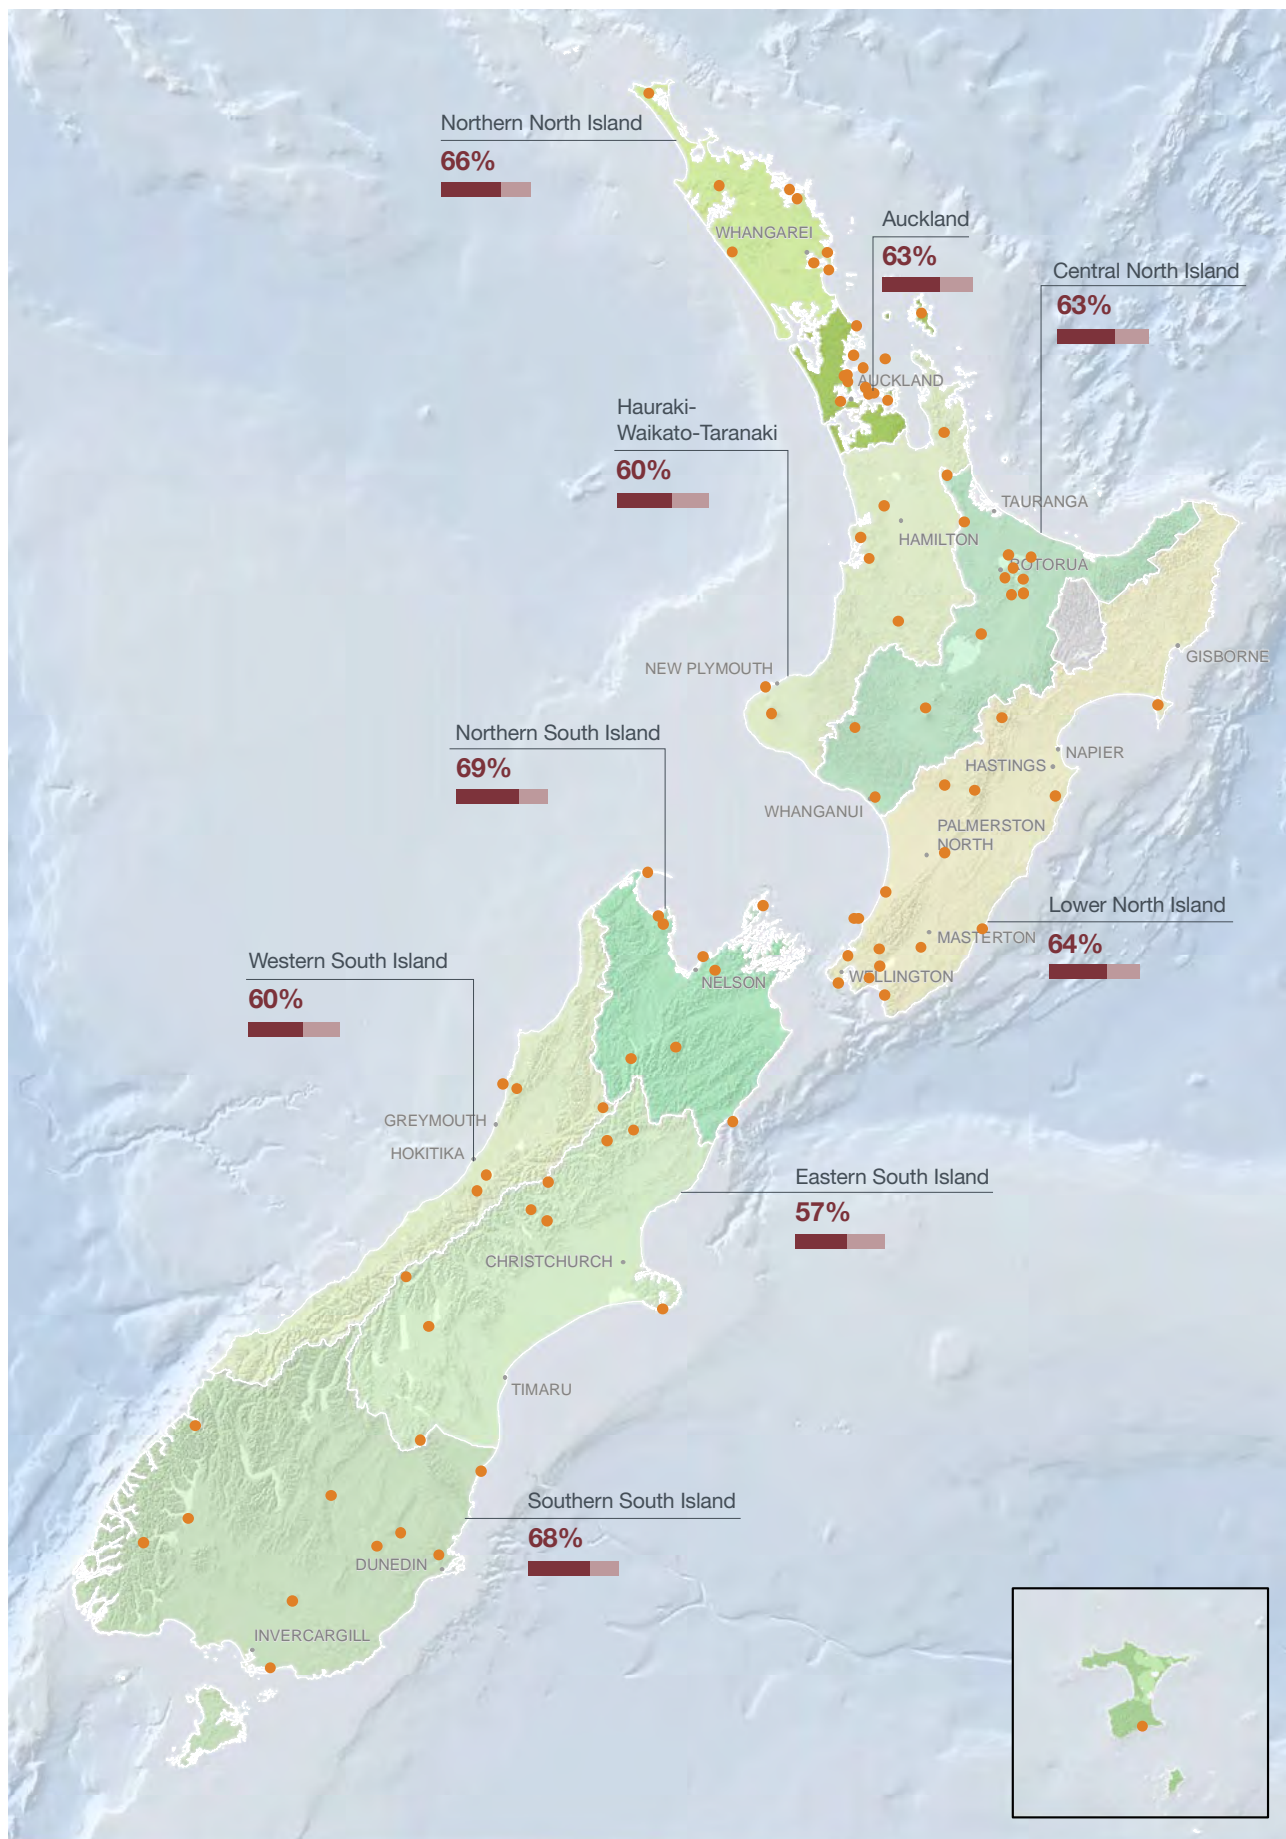 Northern North Island
66%
WHANGAREI
Auckland
63%
Central North Island
63%
AUCKLAND
Hauraki-
Waikato-Taranaki
60%
TAURANGA
HAMILTON
ROTORUA
GISBORNE
NEW PLYMOUTH
Northern South Island
69%
NAPIER
HASTINGS
WHANGANUI
PALMERSTON
NORTH
Lower North Island
64%
MASTERTON
WELLINGTON
NELSON
Western South Island
60%
GREYMOUTH
HOKITIKA
Eastern South Island
57%
CHRISTCHURCH
TIMARU
Southern South Island
68%
DUNEDIN
INVERCARGILL